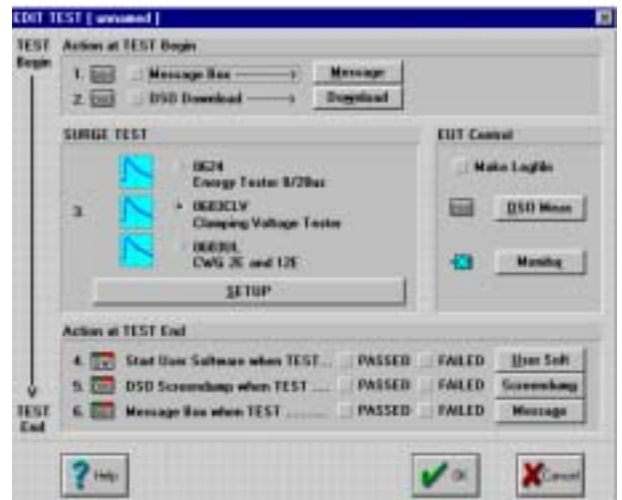 EDIT TEST [ unnamed ]
TEST Begin
Action at TEST Begin
1. Message Box Message
2. DSO Download Download
SURGE TEST
EUT Control
0624
Energy Tester 8/20us
Make Logfile
3.
0603CLV
Clamping Voltage Tester
DSO Meas
CWG 2E and 12E
Monitor
SETUP
Action at TEST End
4. Start User Software when TEST... PASSED FAILED User Soft
5. DSO Screendump when TEST .... PASSED FAILED Screendump
6. Message Box when TEST ......... PASSED FAILED Message
TEST End
Help
OK
Cancel